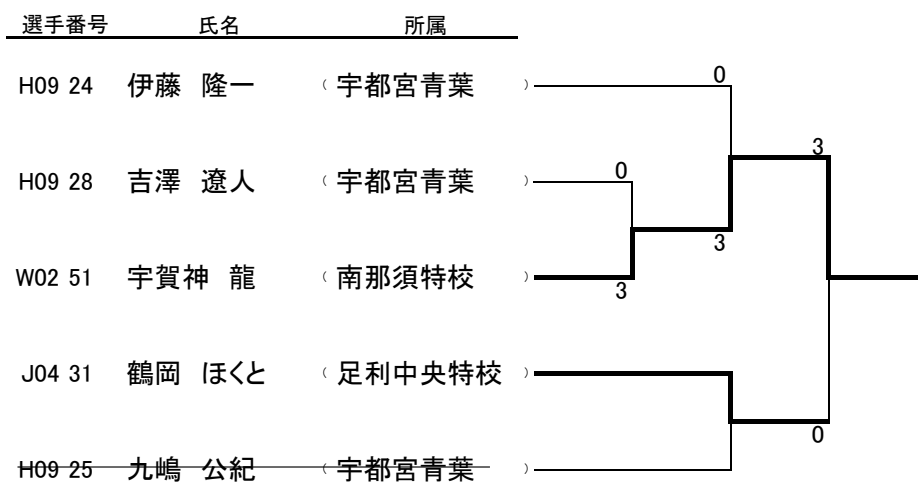 選手番号 氏名 所属
0
H09 24 伊藤 隆一 （ 宇都宮青葉 ）
3
0
H09 28 吉澤 遼人 （ 宇都宮青葉 ）
3
W02 51 宇賀神 龍 （ 南那須特校 ）
3
J04 31 鶴岡 ほくと （ 足利中央特校 ）
0
H09 25 九嶋 公紀 （ 宇都宮青葉 ）